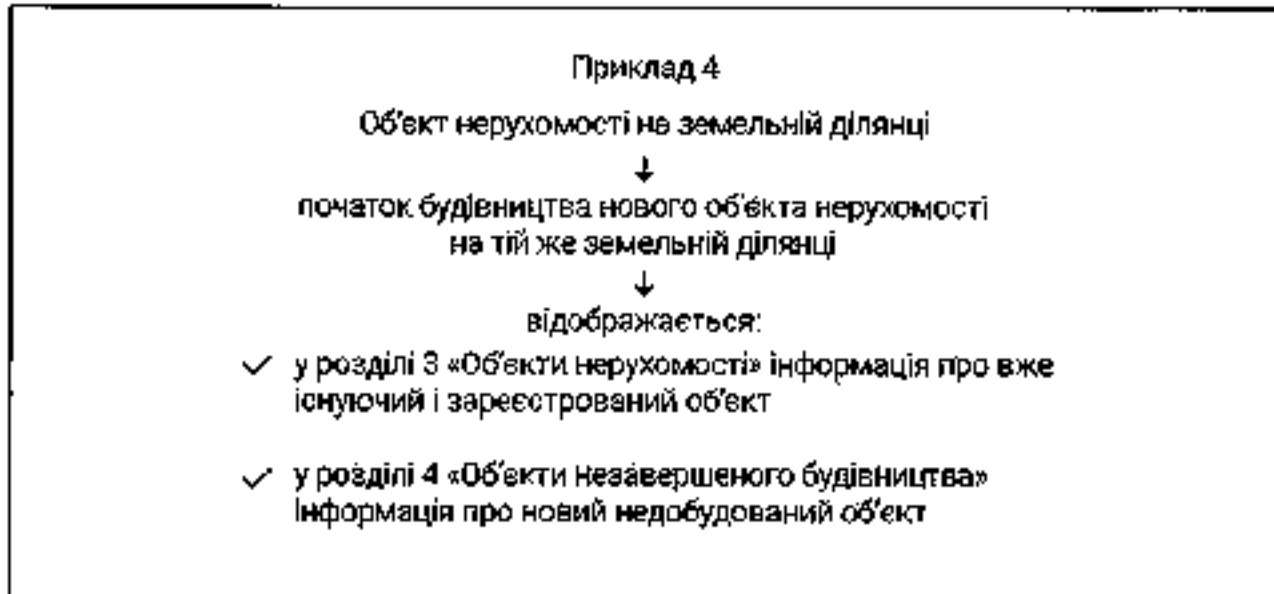 Приклад 4
Об'єкт нерухомості на земельній ділянці
↓
початок будівництва нового об'єкта нерухомості
на тій же земельній ділянці
↓
відображається:
✓ у розділі 3 «Об'єкти нерухомості» інформація про вже
існуючий і зареєстрований об'єкт
✓ у розділі 4 «Об'єкти незавершеного будівництва»
інформація про новий недобудований об'єкт